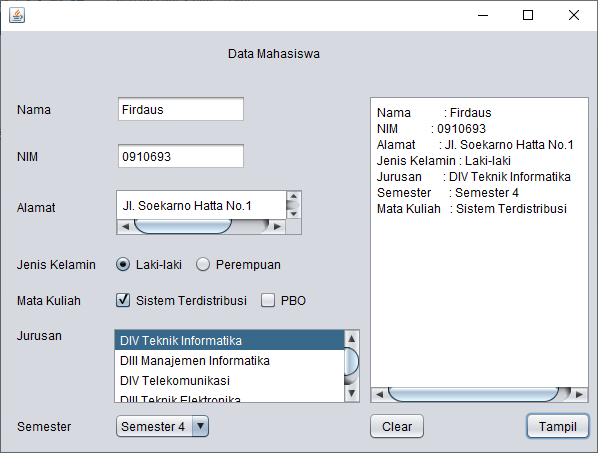 Data Mahasiswa
Nama
Firdaus
NIM
0910693
Alamat
Jl. Soekarno Hatta No.1
Jenis Kelamin
Laki-laki
Perempuan
Mata Kuliah
Sistem Terdistribusi
PBO
Jurusan
DIV Teknik Informatika
DIII Manajemen Informatika
DIV Telekomunikasi
DIII Teknik Elektronika
Semester
Semester 4
Nama : Firdaus
NIM : 0910693
Alamat : Jl. Soekarno Hatta No.1
Jenis Kelamin : Laki-laki
Jurusan : DIV Teknik Informatika
Semester : Semester 4
Mata Kuliah : Sistem Terdistribusi
Clear
Tampil